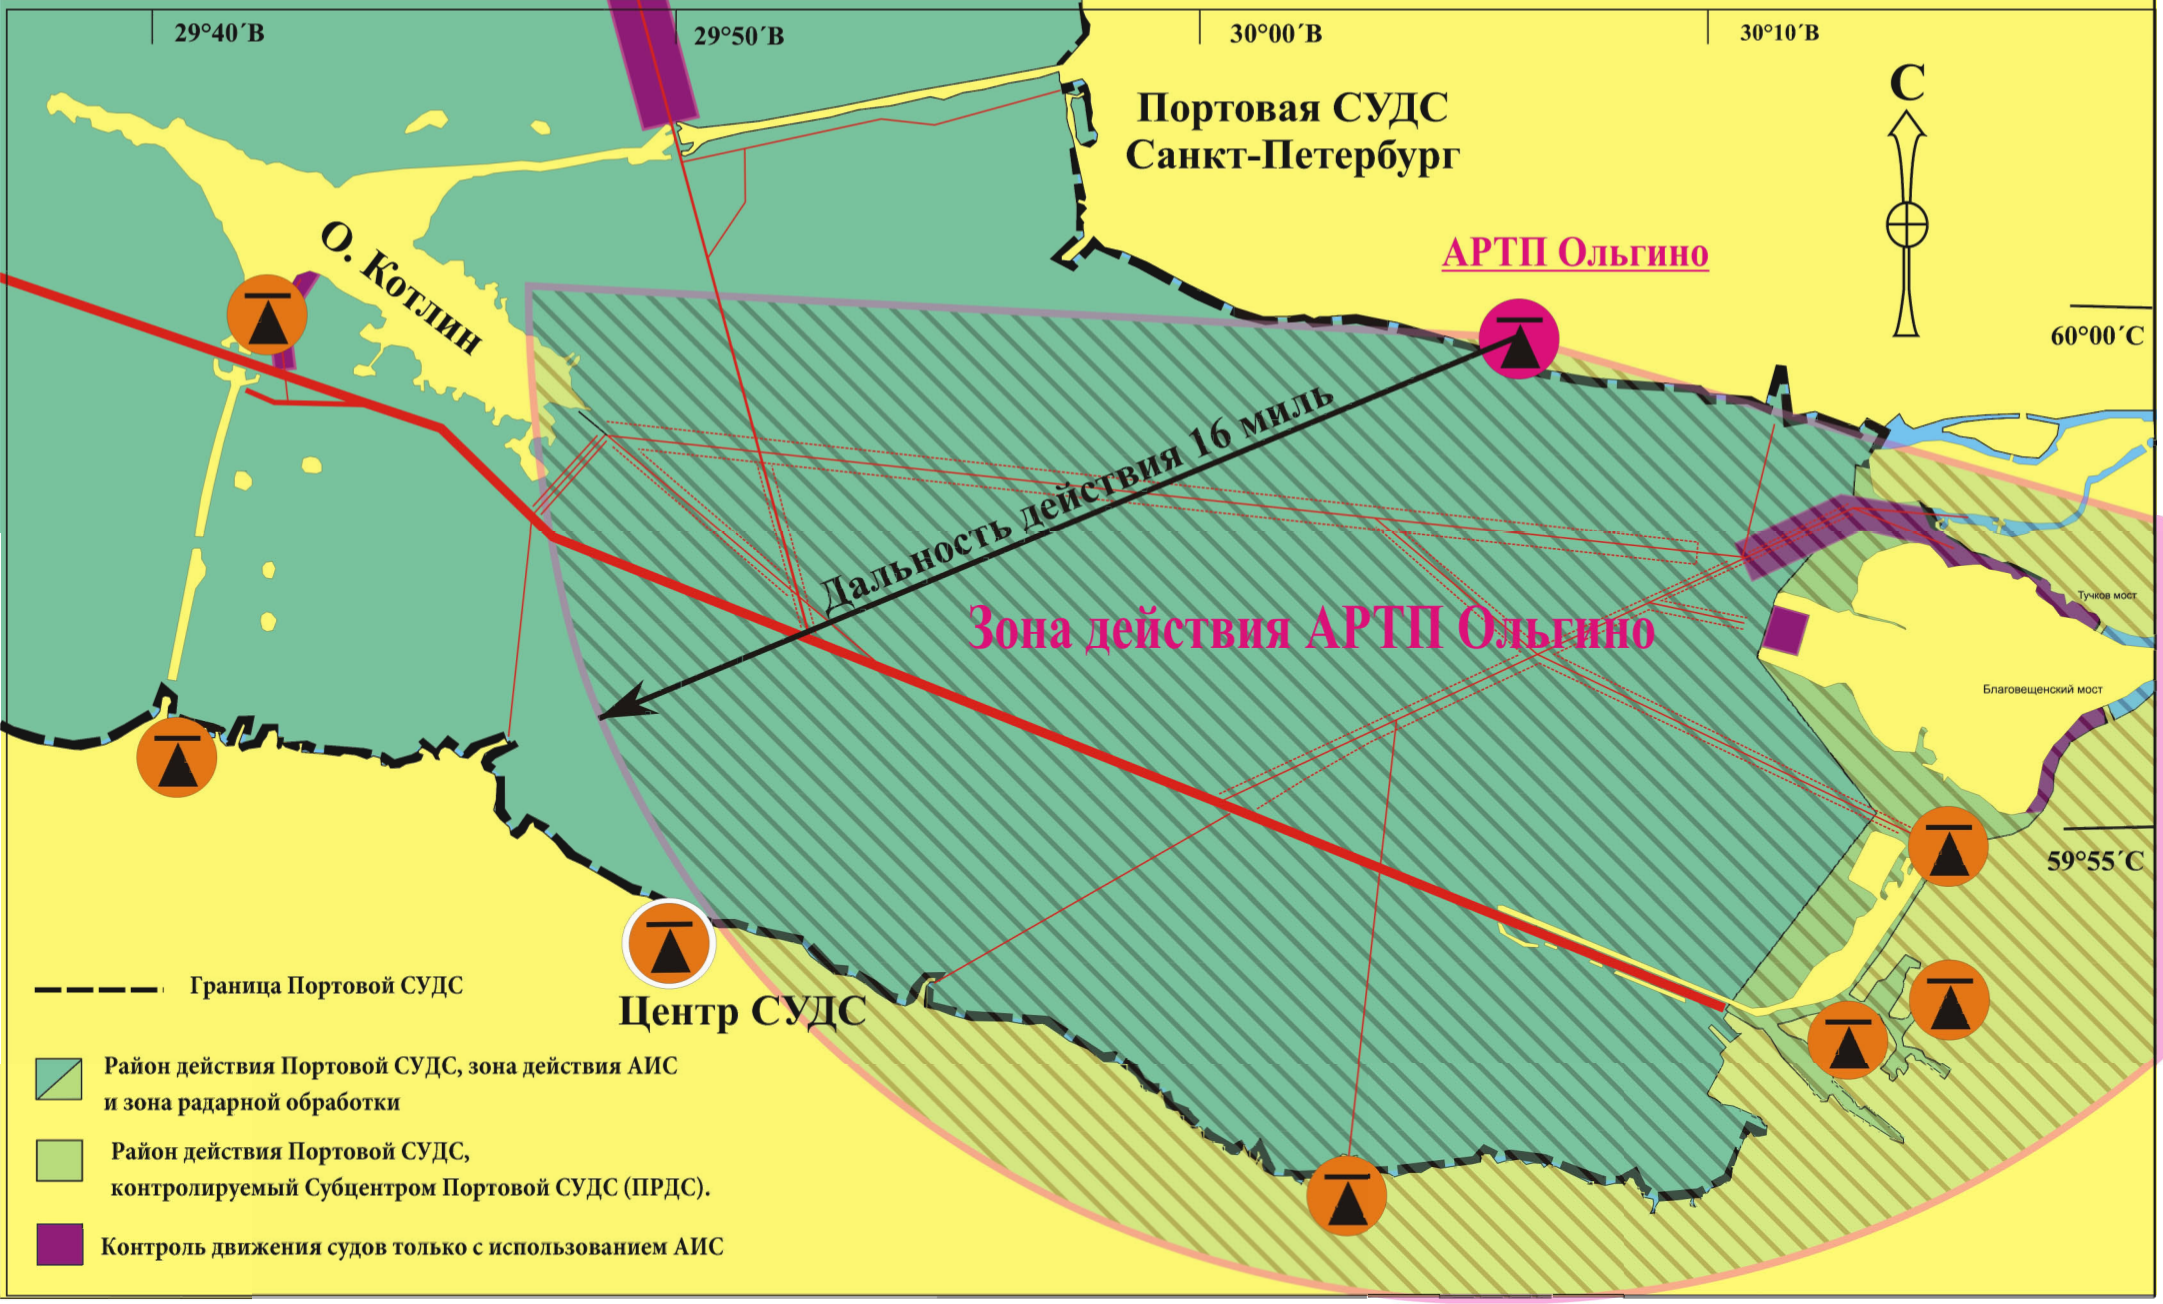 29°40´В
29°50´В
30°00´В
30°10´В
С
Портовая СУДС
Санкт-Петербург
О. Котлин
АРТП Ольгино
60°00´С
Дальность действия 16 миль
Зона действия АРТП Ольгино
Тучков мост
Благовещенский мост
59°55´С
Центр СУДС
Граница Портовой СУДС
Район действия Портовой СУДС, зона действия АИС
и зона радарной обработки
Район действия Портовой СУДС,
контролируемый Субцентром Портовой СУДС (ПРДС).
Контроль движения судов только с использованием АИС